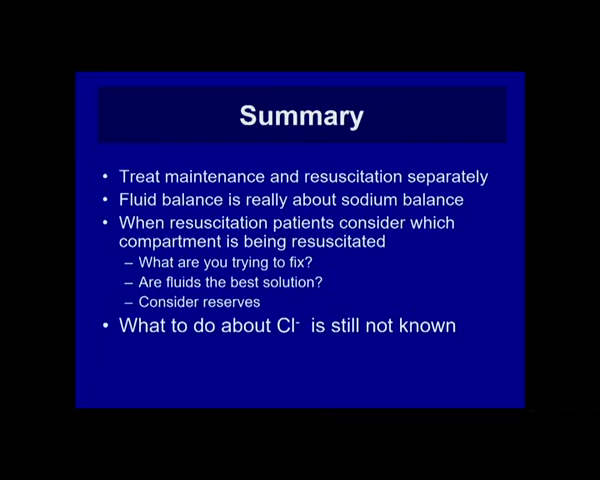 Summary
• Treat maintenance and resuscitation separately
• Fluid balance is really about sodium balance
• When resuscitation patients consider which
compartment is being resuscitated
– What are you trying to fix?
– Are fluids the best solution?
– Consider reserves
• What to do about Cl⁻ is still not known